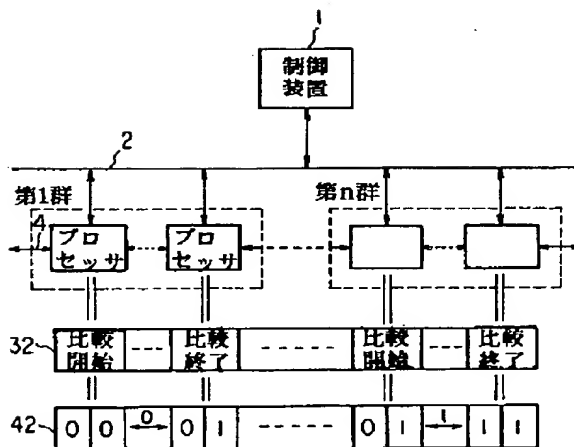 1
制御
装置
2
第1群
第n群
4
プロ
セッサ
プロ
セッサ
32
比較
開始
比較
終了
比較
開始
比較
終了
42
0 0 0 0 1 0 1 1 1 1